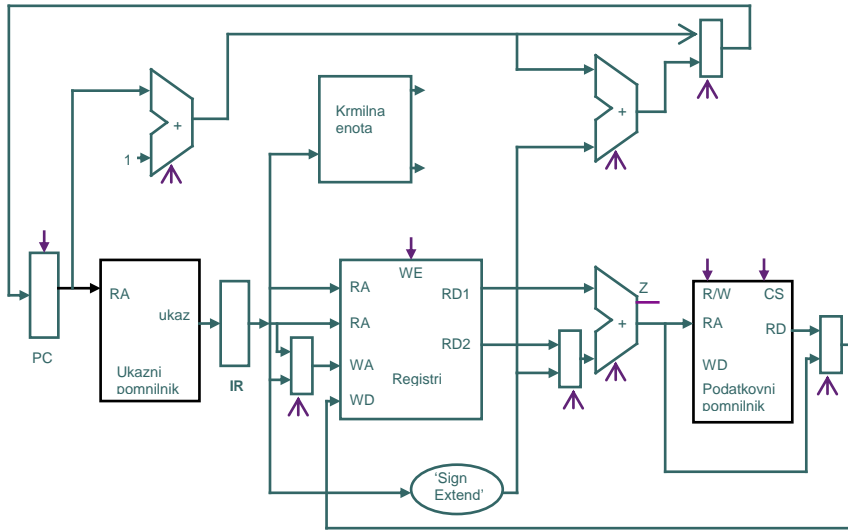 +
1
Krmilna
enota
+
PC
RA
ukaz
Ukazni
pomnilnik
IR
WE
RA
RD1
RA
RD2
WA
WD
Registri
Z
+
R/W
CS
RA
RD
WD
Podatkovni
pomnilnik
‘Sign
Extend’